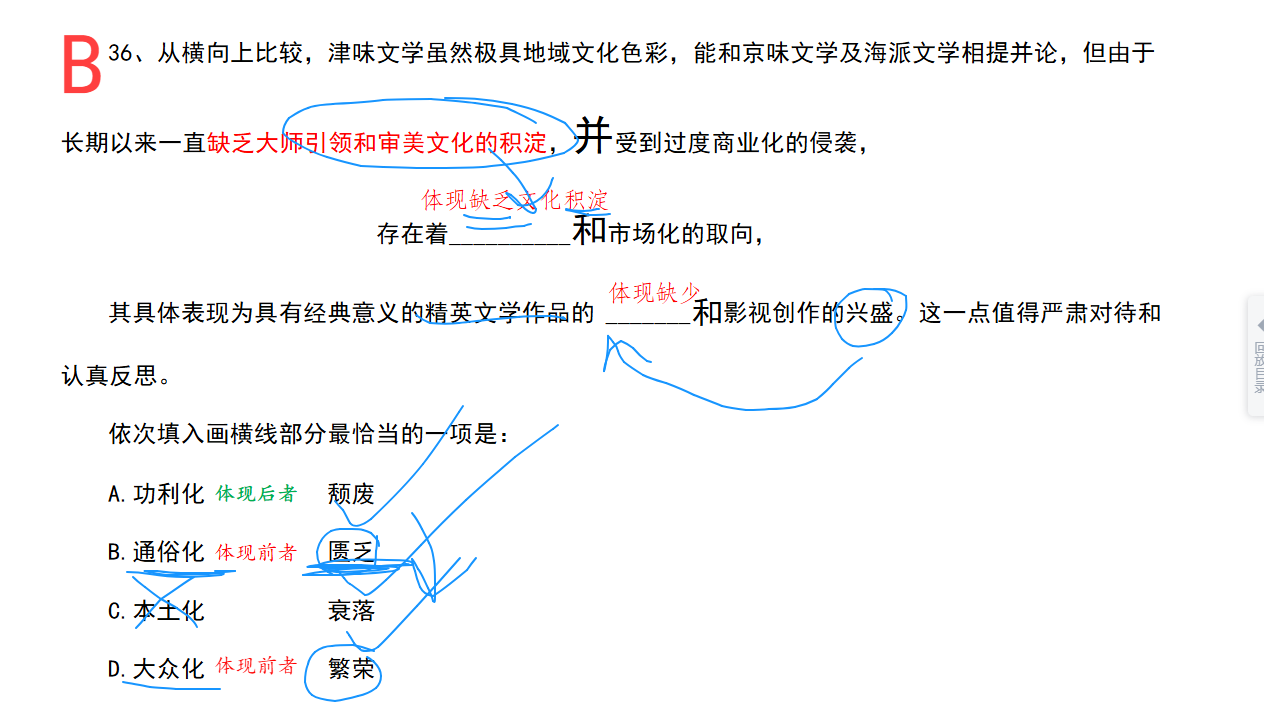 B 36、从横向上比较，津味文学虽然极具地域文化色彩，能和京味文学及海派文学相提并论，但由于
长期以来一直缺乏大师引领和审美文化的积淀，并受到过度商业化的侵袭，
体现缺乏文化积淀
存在着__________和市场化的取向，
体现缺少
其具体表现为具有经典意义的精英文学作品的 _______和影视创作的兴盛。这一点值得严肃对待和
认真反思。
依次填入画横线部分最恰当的一项是：
A.功利化 体现后者 颓废
B.通俗化 体现前者 匮乏
C.本土化 衰落
D.大众化 体现前者 繁荣
回放目录